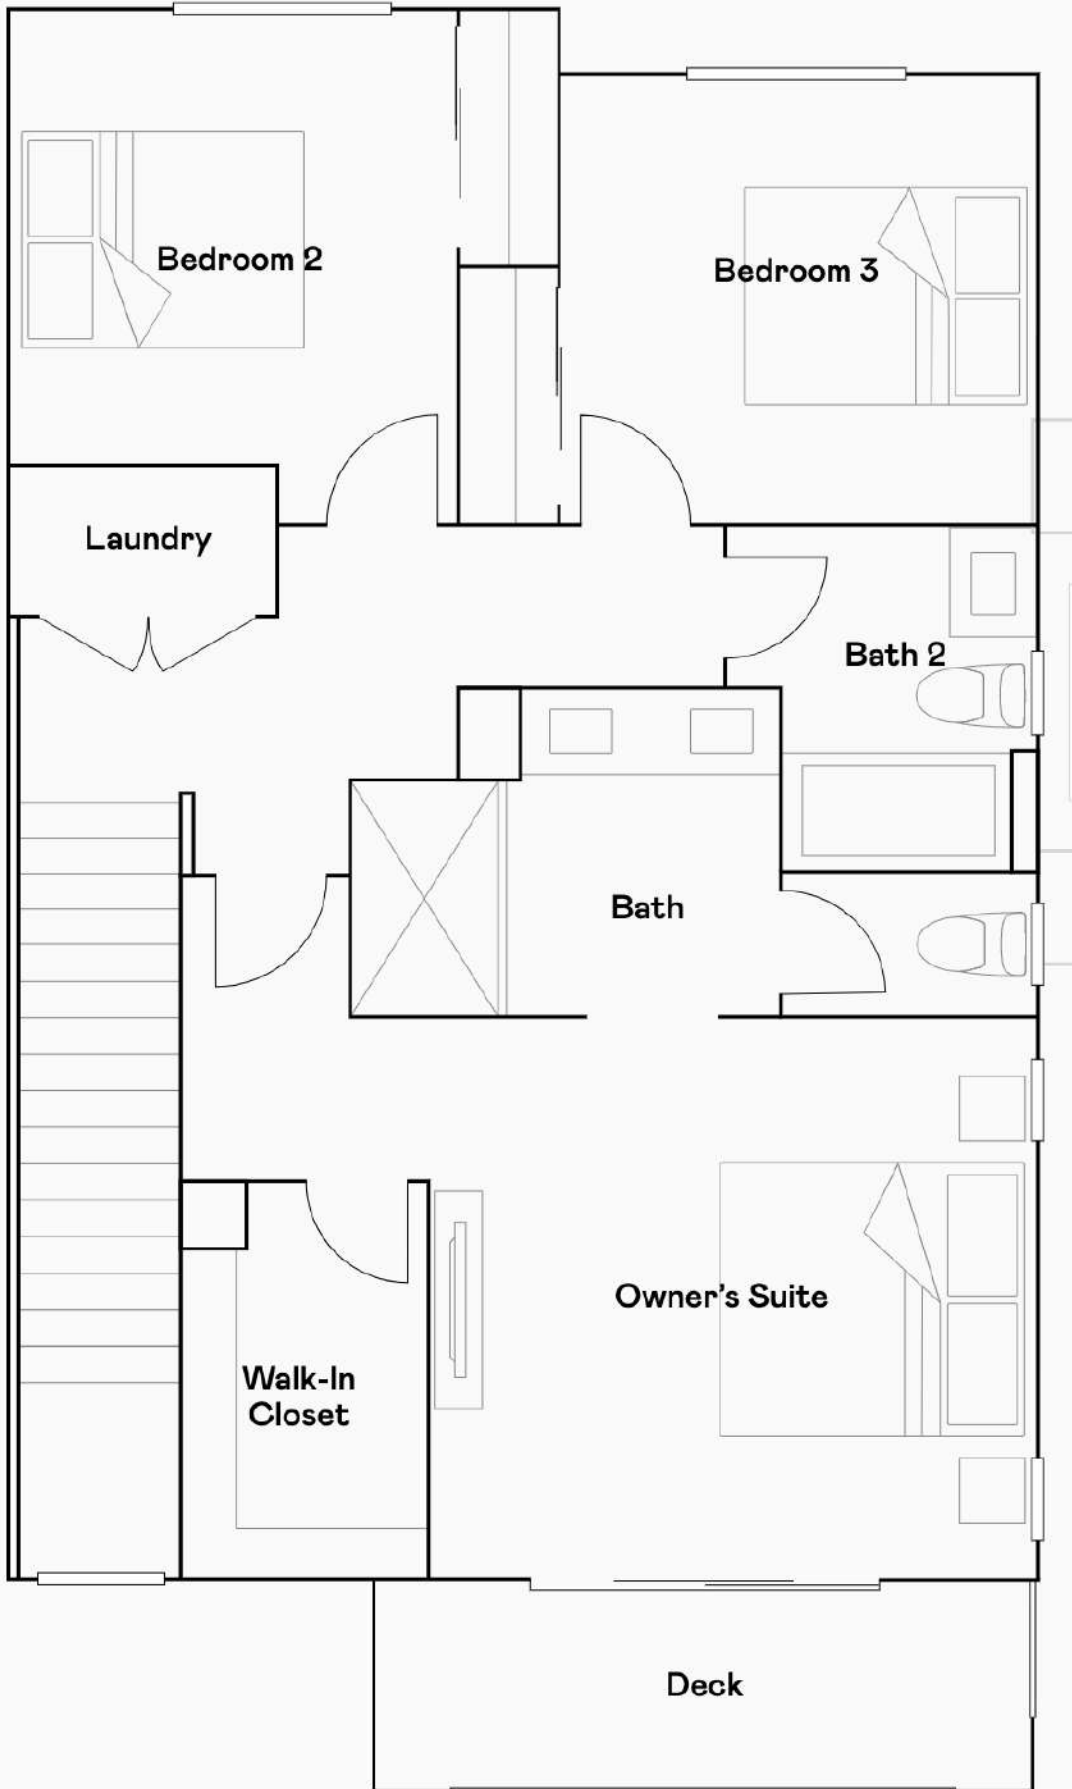 Bedroom 2
Bedroom 3
Laundry
Bath 2
Bath
Owner's Suite
Walk-In
Closet
Deck